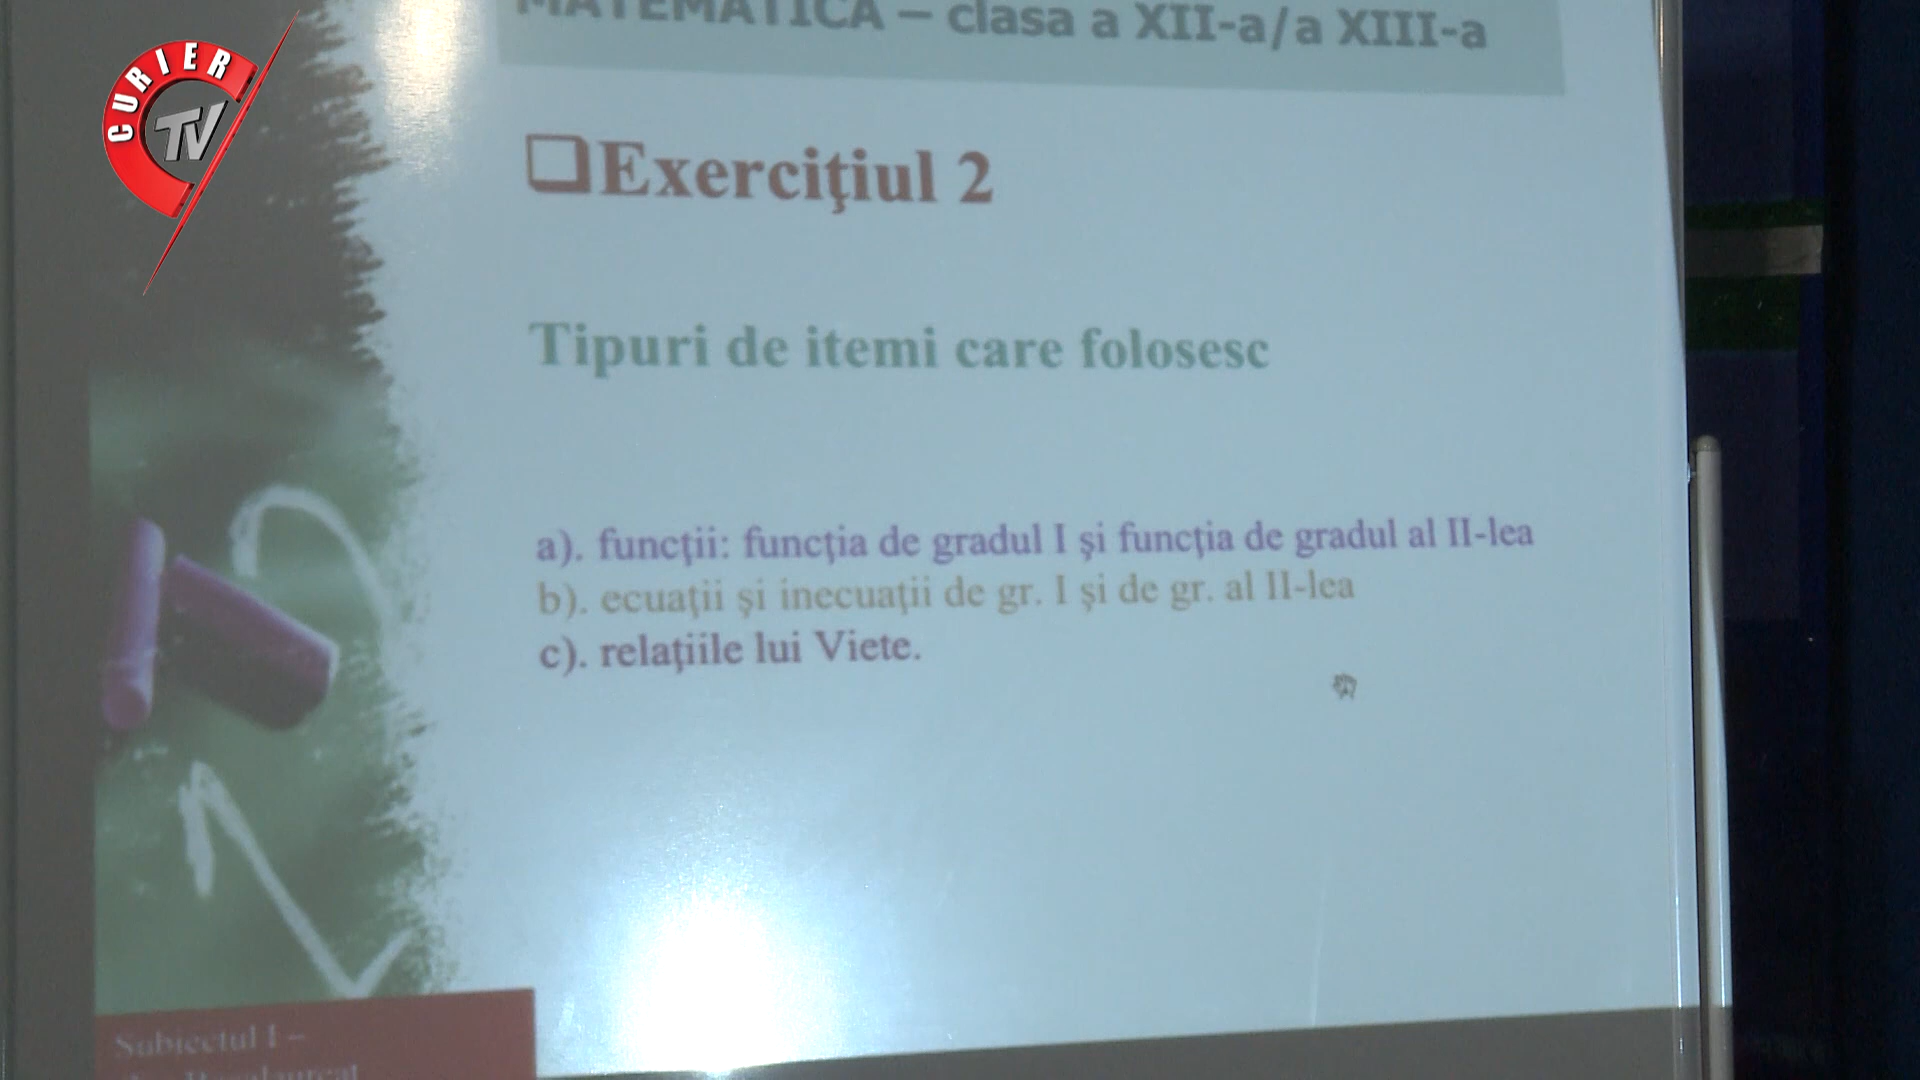 CURIER
TV
MATEMATICA – clasa a XII-a/a XIII-a
Exerciţiul 2
Tipuri de itemi care folosesc
a). funcţii: funcţia de gradul I şi funcţia de gradul al II-lea
b). ecuaţii şi inecuaţii de gr. I şi de gr. al II-lea
c). relaţiile lui Viete.
Subiectul I –
Bacalaureat